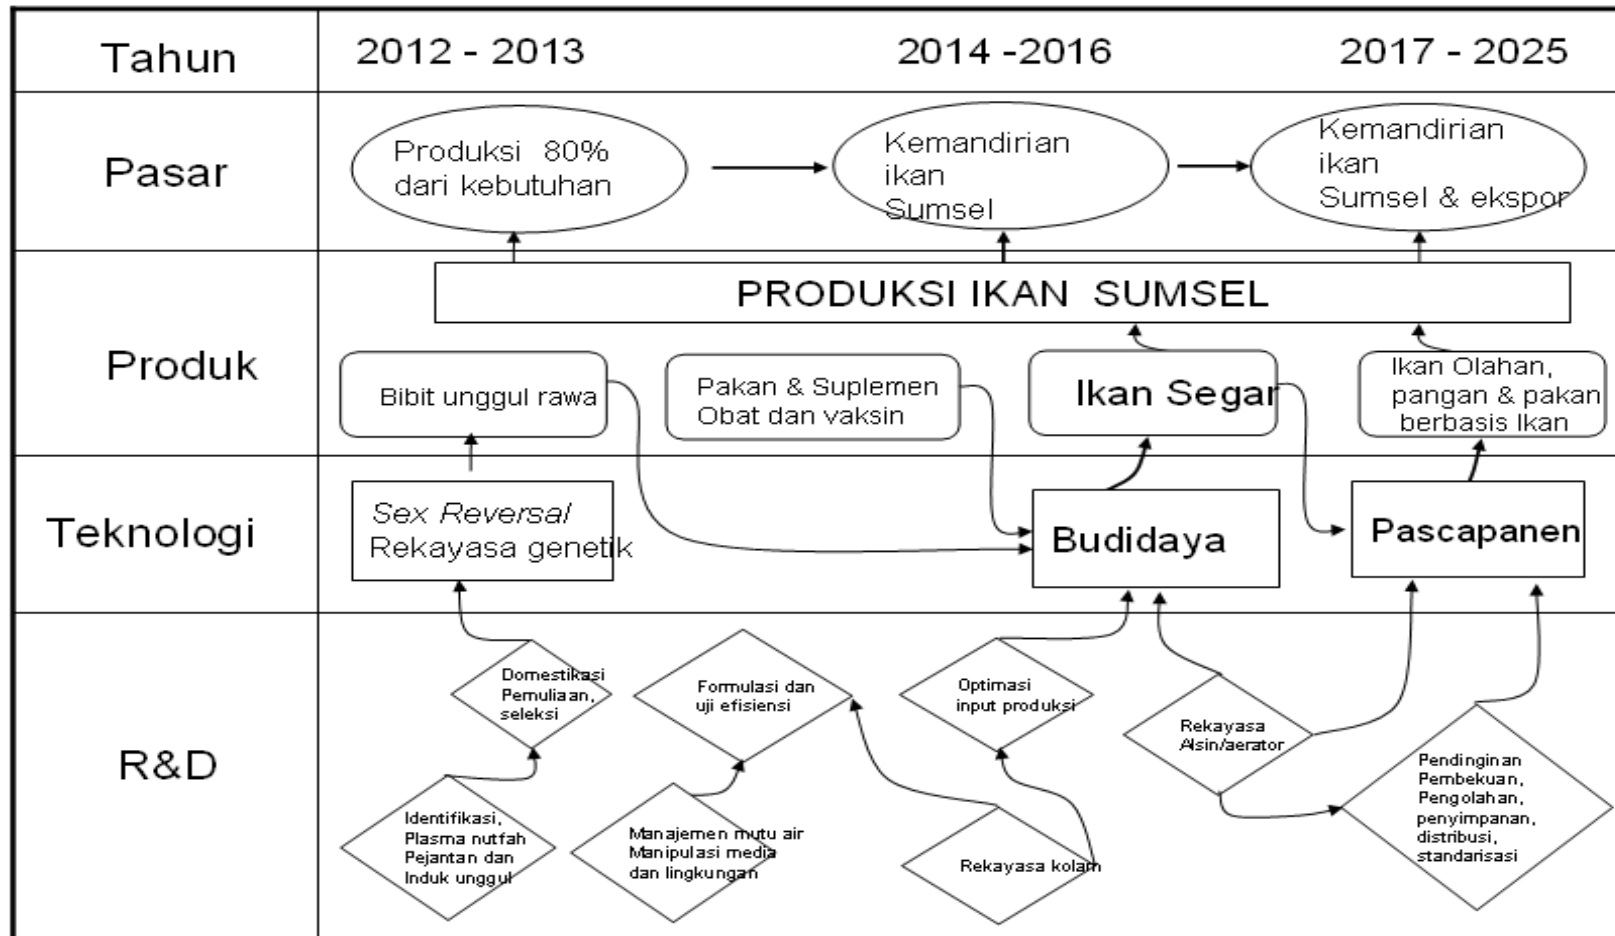 Tahun
2012 - 2013
2014 -2016
2017 - 2025
Pasar
Produksi 80%
dari kebutuhan
Kemandirian
ikan
Sumsel
Kemandirian
ikan
Sumsel & ekspor
Produk
PRODUKSI IKAN SUMSEL
Bibit unggul rawa
Pakan & Suplemen
Obat dan vaksin
Ikan Segar
Ikan Olahan,
pangan & pakan
berbasis Ikan
Teknologi
Sex Reversal
Rekayasa genetik
Budidaya
Pascapanen
R&D
Domestikasi
Pemuliaan,
seleksi
Formulasi dan
uji efisiensi
Optimasi
input produksi
Rekayasa
Alsin/aerator
Identifikasi,
Plasma nutfah
Pejantan dan
Induk unggul
Manajemen mutu air
Manipulasi media
dan lingkungan
Rekayasa kolam
Pendinginan
Pembekuan,
Pengolahan,
penyimpanan,
distribusi,
standarisasi